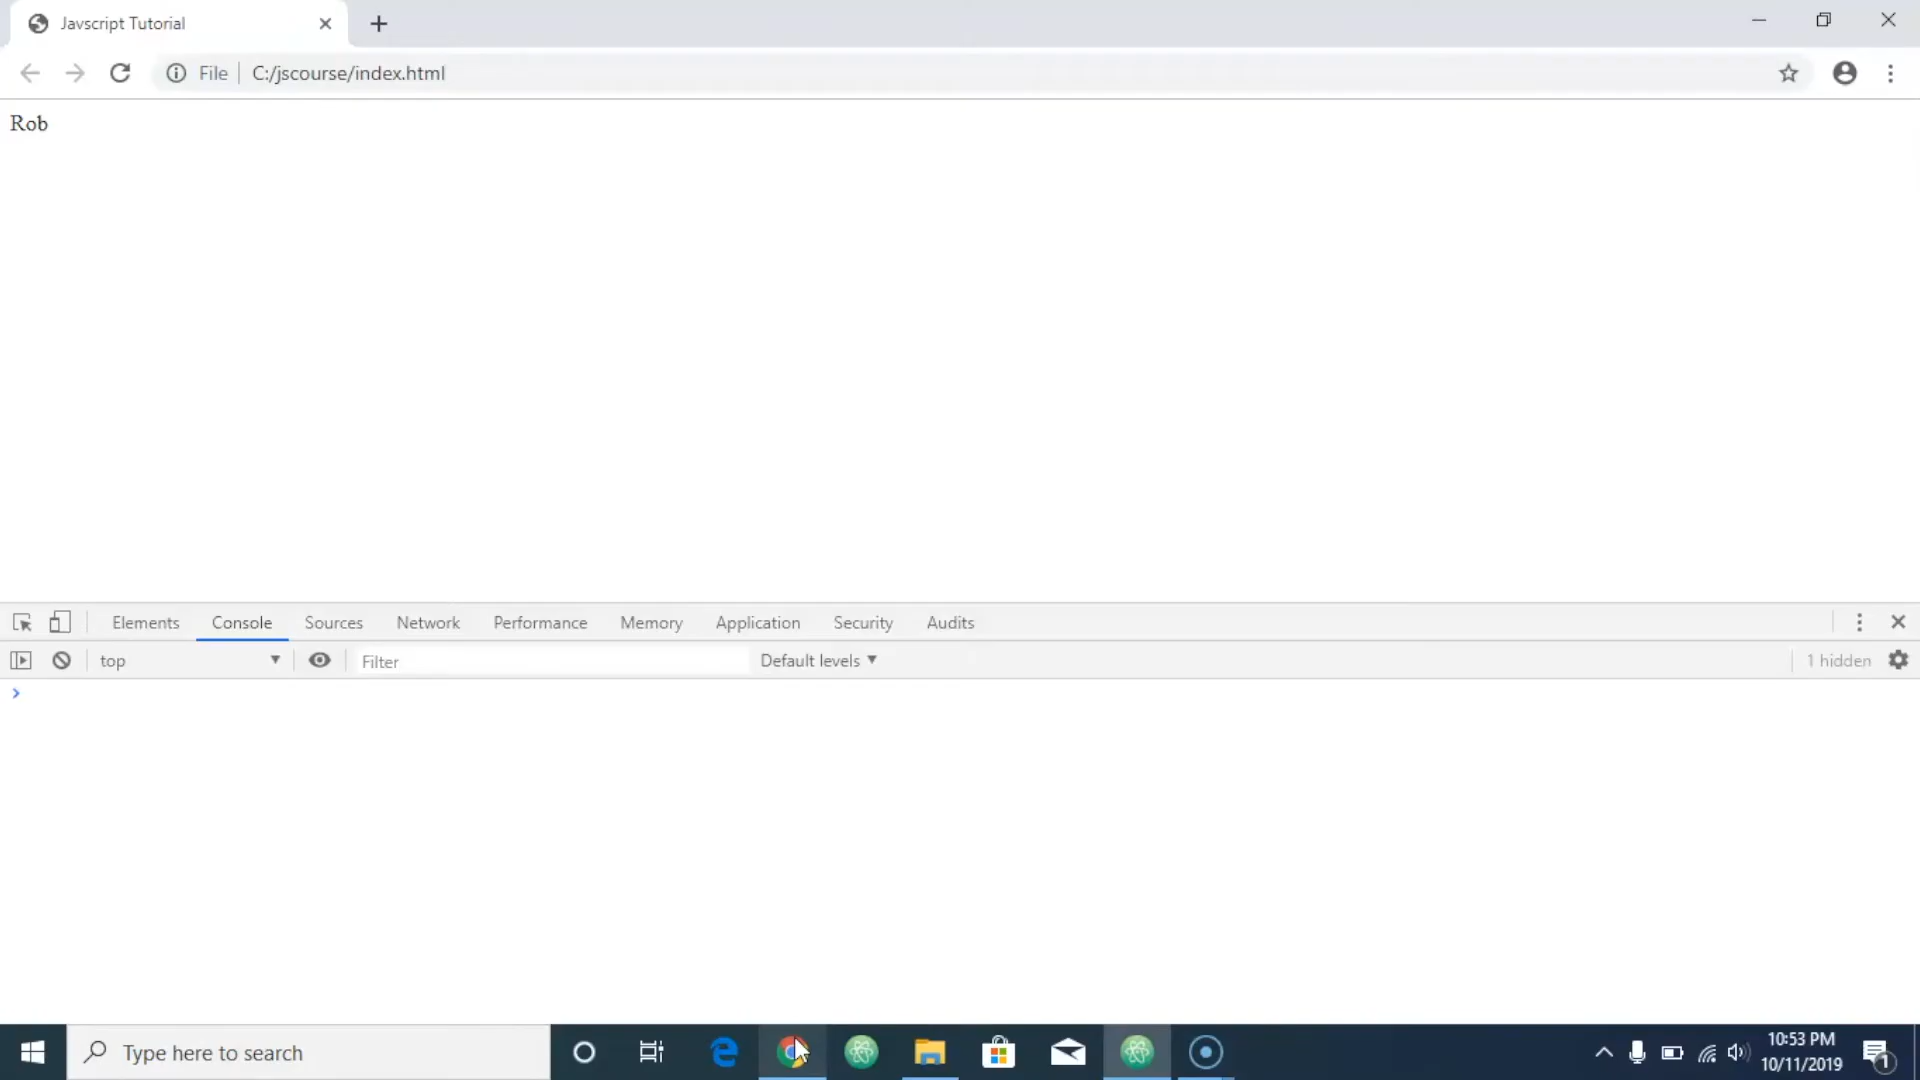 Javscript Tutorial
File C:/jscourse/index.html
Rob
Elements Console Sources Network Performance Memory Application Security Audits
top Filter Default levels 1 hidden
Type here to search
10:53 PM
10/11/2019
1